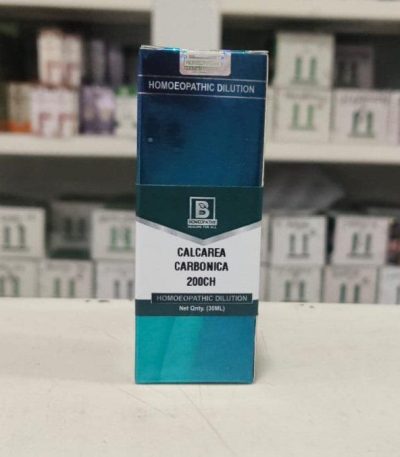 HOMOEOPATHIC DILUTION
B
CALCAREA
CARBONICA
200CH
HOMOEOPATHIC DILUTION
Net Qnty. (30ML)